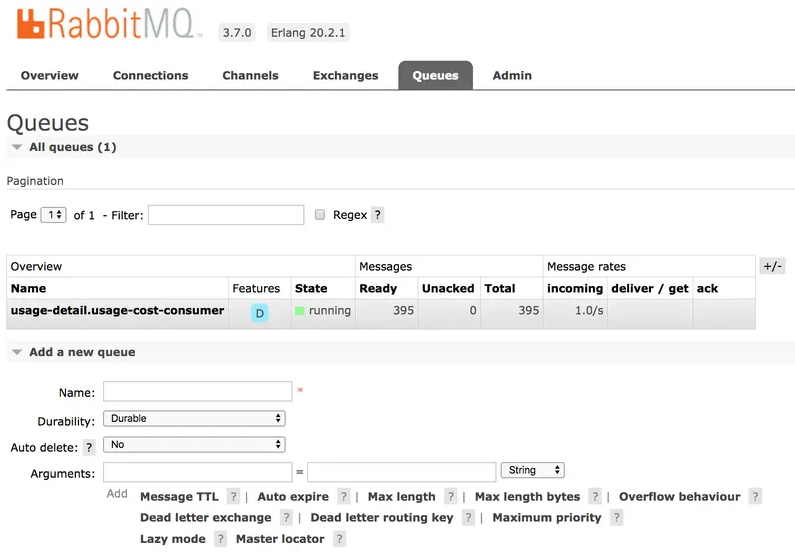 RabbitMQ TM 3.7.0 Erlang 20.2.1
Overview Connections Channels Exchanges Queues Admin
Queues
All queues (1)
Pagination
Page 1 of 1 - Filter: Regex ?
Overview Messages Message rates +/-
Name Features State Ready Unacked Total incoming deliver / get ack
usage-detail.usage-cost-consumer D running 395 0 395 1.0/s
Add a new queue
Name: *
Durability: Durable
Auto delete: ? No
Arguments: = String
Add Message TTL ? | Auto expire ? | Max length ? | Max length bytes ? | Overflow behaviour ?
Dead letter exchange ? | Dead letter routing key ? | Maximum priority ?
Lazy mode ? Master locator ?